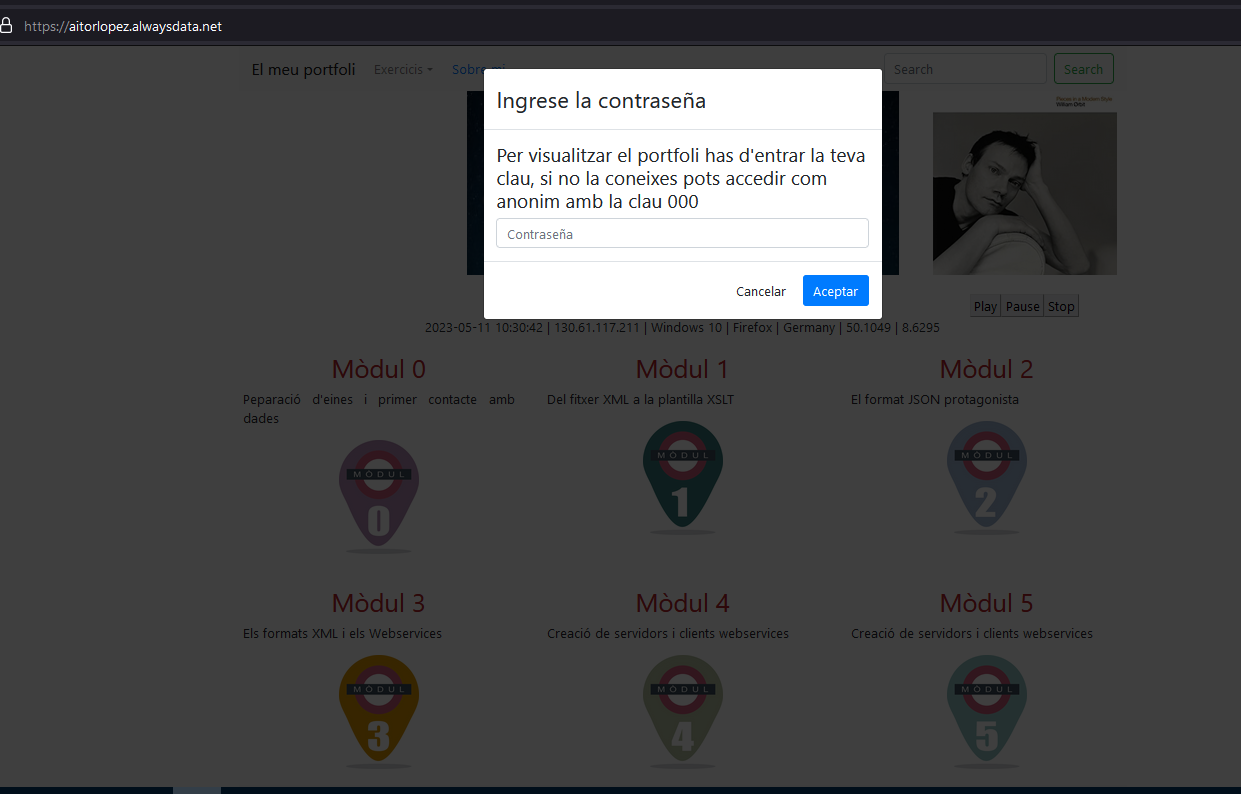 https://aitorlopez.alwaysdata.net
El meu portfoli Exercicis Sobre mi Search Search
Ingrese la contraseña
Per visualitzar el portfoli has d'entrar la teva
clau, si no la coneixes pots accedir com
anonim amb la clau 000
Contraseña
Cancelar Aceptar
Pieces in a Modern Style
William Orbit
Play Pause Stop
2023-05-11 10:30:42 | 130.61.117.211 | Windows 10 | Firefox | Germany | 50.1049 | 8.6295
Mòdul 0
Peparació d'eines i primer contacte amb
dades
MÒDUL
0
Mòdul 1
Del fitxer XML a la plantilla XSLT
MÒDUL
1
Mòdul 2
El format JSON protagonista
MÒDUL
2
Mòdul 3
Els formats XML i els Webservices
MÒDUL
3
Mòdul 4
Creació de servidors i clients webservices
MÒDUL
4
Mòdul 5
Creació de servidors i clients webservices
MÒDUL
5